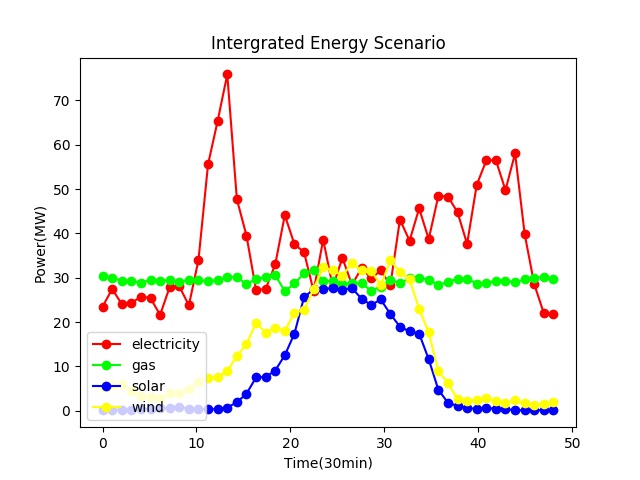 Intergrated Energy Scenario
Power(MW)
70
60
50
40
30
20
10
0
electricity
gas
solar
wind
0 10 20 30 40 50
Time(30min)